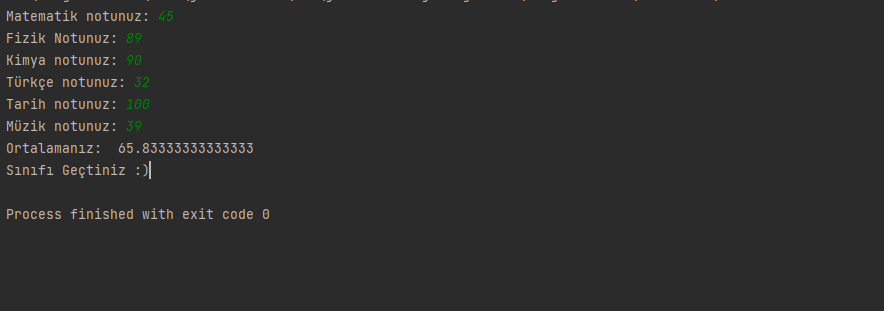 Matematik notunuz: 45
Fizik Notunuz: 89
Kimya notunuz: 90
Türkçe notunuz: 32
Tarih notunuz: 100
Müzik notunuz: 39
Ortalamanız:  65.83333333333333
Sınıfı Geçtiniz :)
Process finished with exit code 0